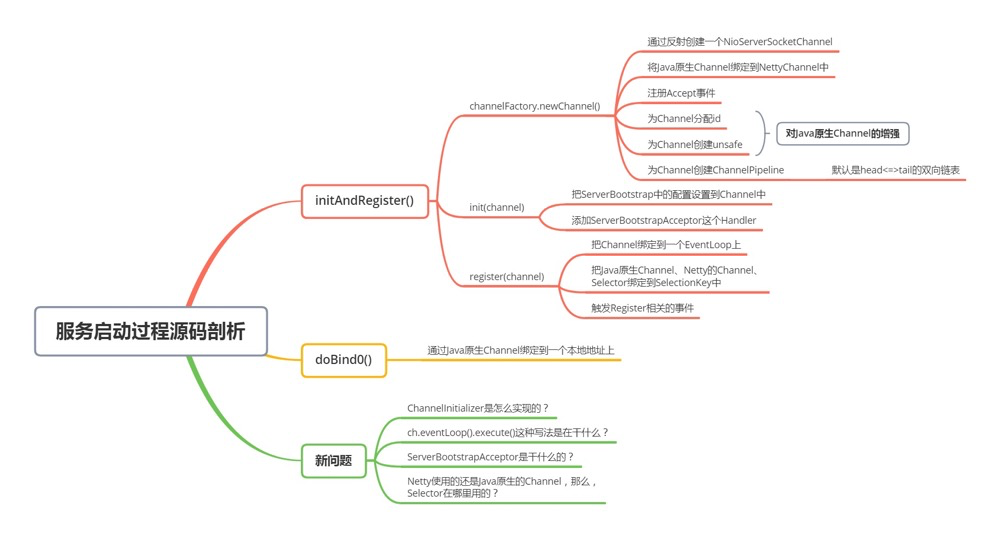 服务启动过程源码剖析
initAndRegister()
channelFactory.newChannel()
通过反射创建一个NioServerSocketChannel
将Java原生Channel绑定到NettyChannel中
注册Accept事件
为Channel分配id
为Channel创建unsafe
对Java原生Channel的增强
为Channel创建ChannelPipeline
默认是head<=>tail的双向链表
init(channel)
把ServerBootstrap中的配置设置到Channel中
添加ServerBootstrapAcceptor这个Handler
register(channel)
把Channel绑定到一个EventLoop上
把Java原生Channel、Netty的Channel、
Selector绑定到SelectionKey中
触发Register相关的事件
doBind0()
通过Java原生Channel绑定到一个本地地址上
新问题
ChannelInitializer是怎么实现的？
ch.eventLoop().execute()这种写法是在干什么？
ServerBootstrapAcceptor是干什么的？
Netty使用的还是Java原生的Channel，那么，
Selector在哪里用的？